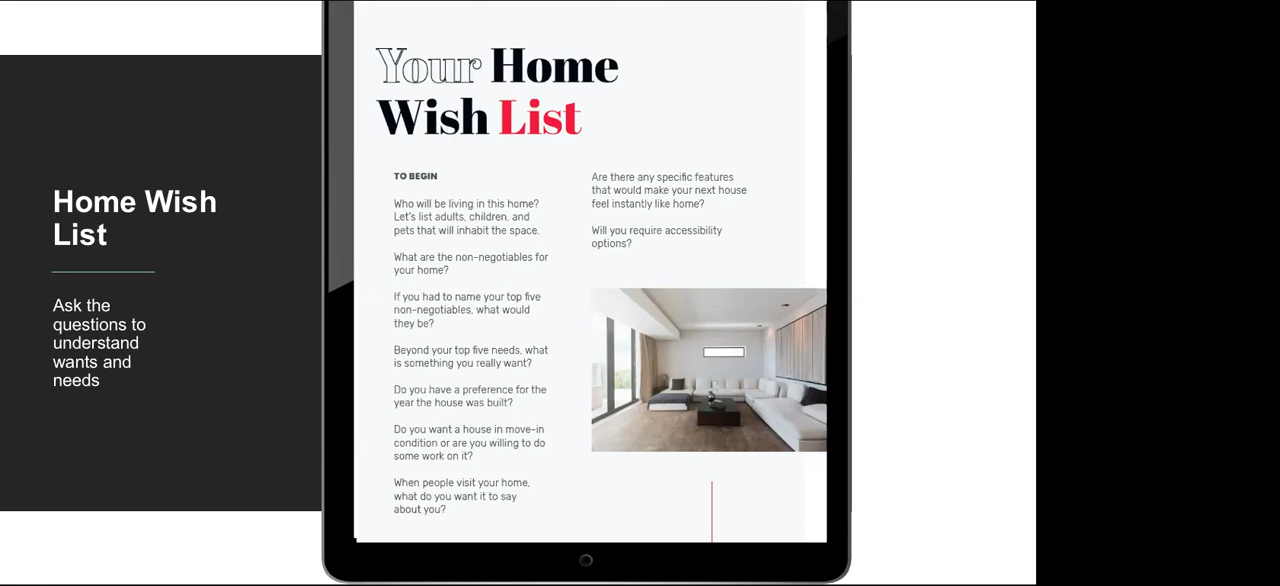 Home Wish
List
Ask the
questions to
understand
wants and
needs
Your Home
Wish List
TO BEGIN
Who will be living in this home?
Let's list adults, children, and
pets that will inhabit the space.
What are the non-negotiables for
your home?
If you had to name your top five
non-negotiables, what would
they be?
Beyond your top five needs, what
is something you really want?
Do you have a preference for the
year the house was built?
Do you want a house in move-in
condition or are you willing to do
some work on it?
When people visit your home,
what do you want it to say
about you?
Are there any specific features
that would make your next house
feel instantly like home?
Will you require accessibility
options?